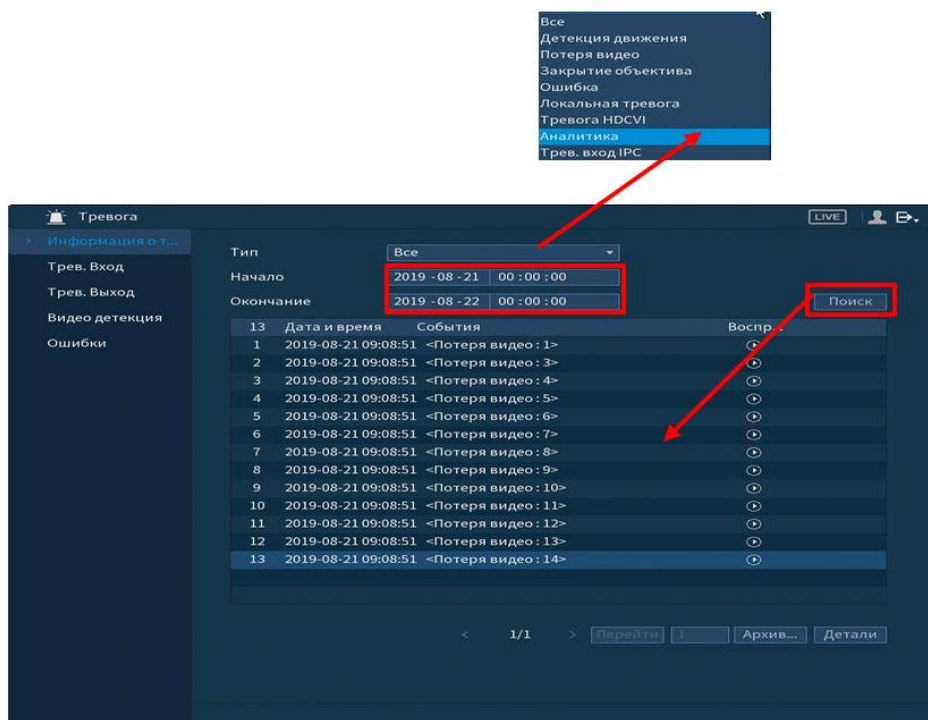 Все
Детекция движения
Потеря видео
Закрытие объектива
Ошибка
Локальная тревога
Тревога HDCVI
Аналитика
Трев. вход IPC
Тревога
LIVE
Информация о т...
Трев. Вход
Трев. Выход
Видео детекция
Ошибки
Тип Все
Начало 2019 -08 -21 00 : 00 : 00
Окончание 2019 -08 -22 00 : 00 : 00
Поиск
13 Дата и время События Воспр...
1 2019-08-21 09:08:51 <Потеря видео : 1>
2 2019-08-21 09:08:51 <Потеря видео : 3>
3 2019-08-21 09:08:51 <Потеря видео : 4>
4 2019-08-21 09:08:51 <Потеря видео : 5>
5 2019-08-21 09:08:51 <Потеря видео : 6>
6 2019-08-21 09:08:51 <Потеря видео : 7>
7 2019-08-21 09:08:51 <Потеря видео : 8>
8 2019-08-21 09:08:51 <Потеря видео : 9>
9 2019-08-21 09:08:51 <Потеря видео : 10>
10 2019-08-21 09:08:51 <Потеря видео : 11>
11 2019-08-21 09:08:51 <Потеря видео : 12>
12 2019-08-21 09:08:51 <Потеря видео : 13>
13 2019-08-21 09:08:51 <Потеря видео : 14>
< 1/1 > Перейти 1 Архив... Детали